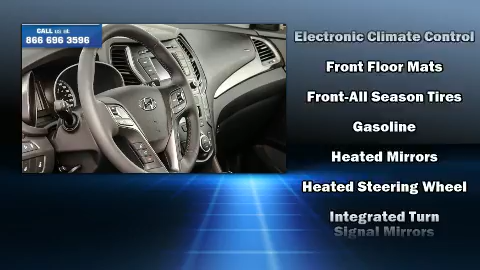 CALL us at:
866 696 3596
Electronic Climate Control
Front Floor Mats
Front-All Season Tires
Gasoline
Heated Mirrors
Heated Steering Wheel
Integrated Turn
Signal Mirrors